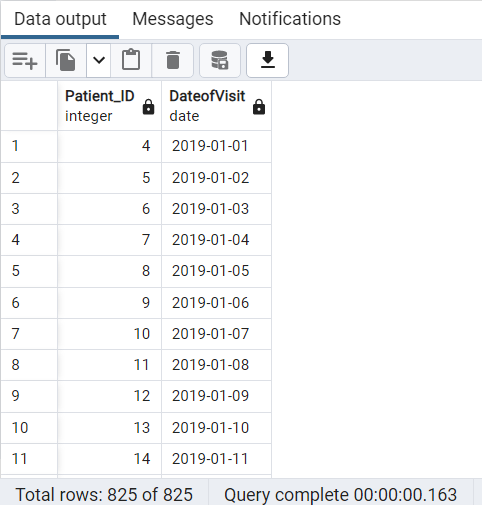 Data output Messages Notifications
Patient_ID DateofVisit
integer date
1 4 2019-01-01
2 5 2019-01-02
3 6 2019-01-03
4 7 2019-01-04
5 8 2019-01-05
6 9 2019-01-06
7 10 2019-01-07
8 11 2019-01-08
9 12 2019-01-09
10 13 2019-01-10
11 14 2019-01-11
Total rows: 825 of 825 Query complete 00:00:00.163